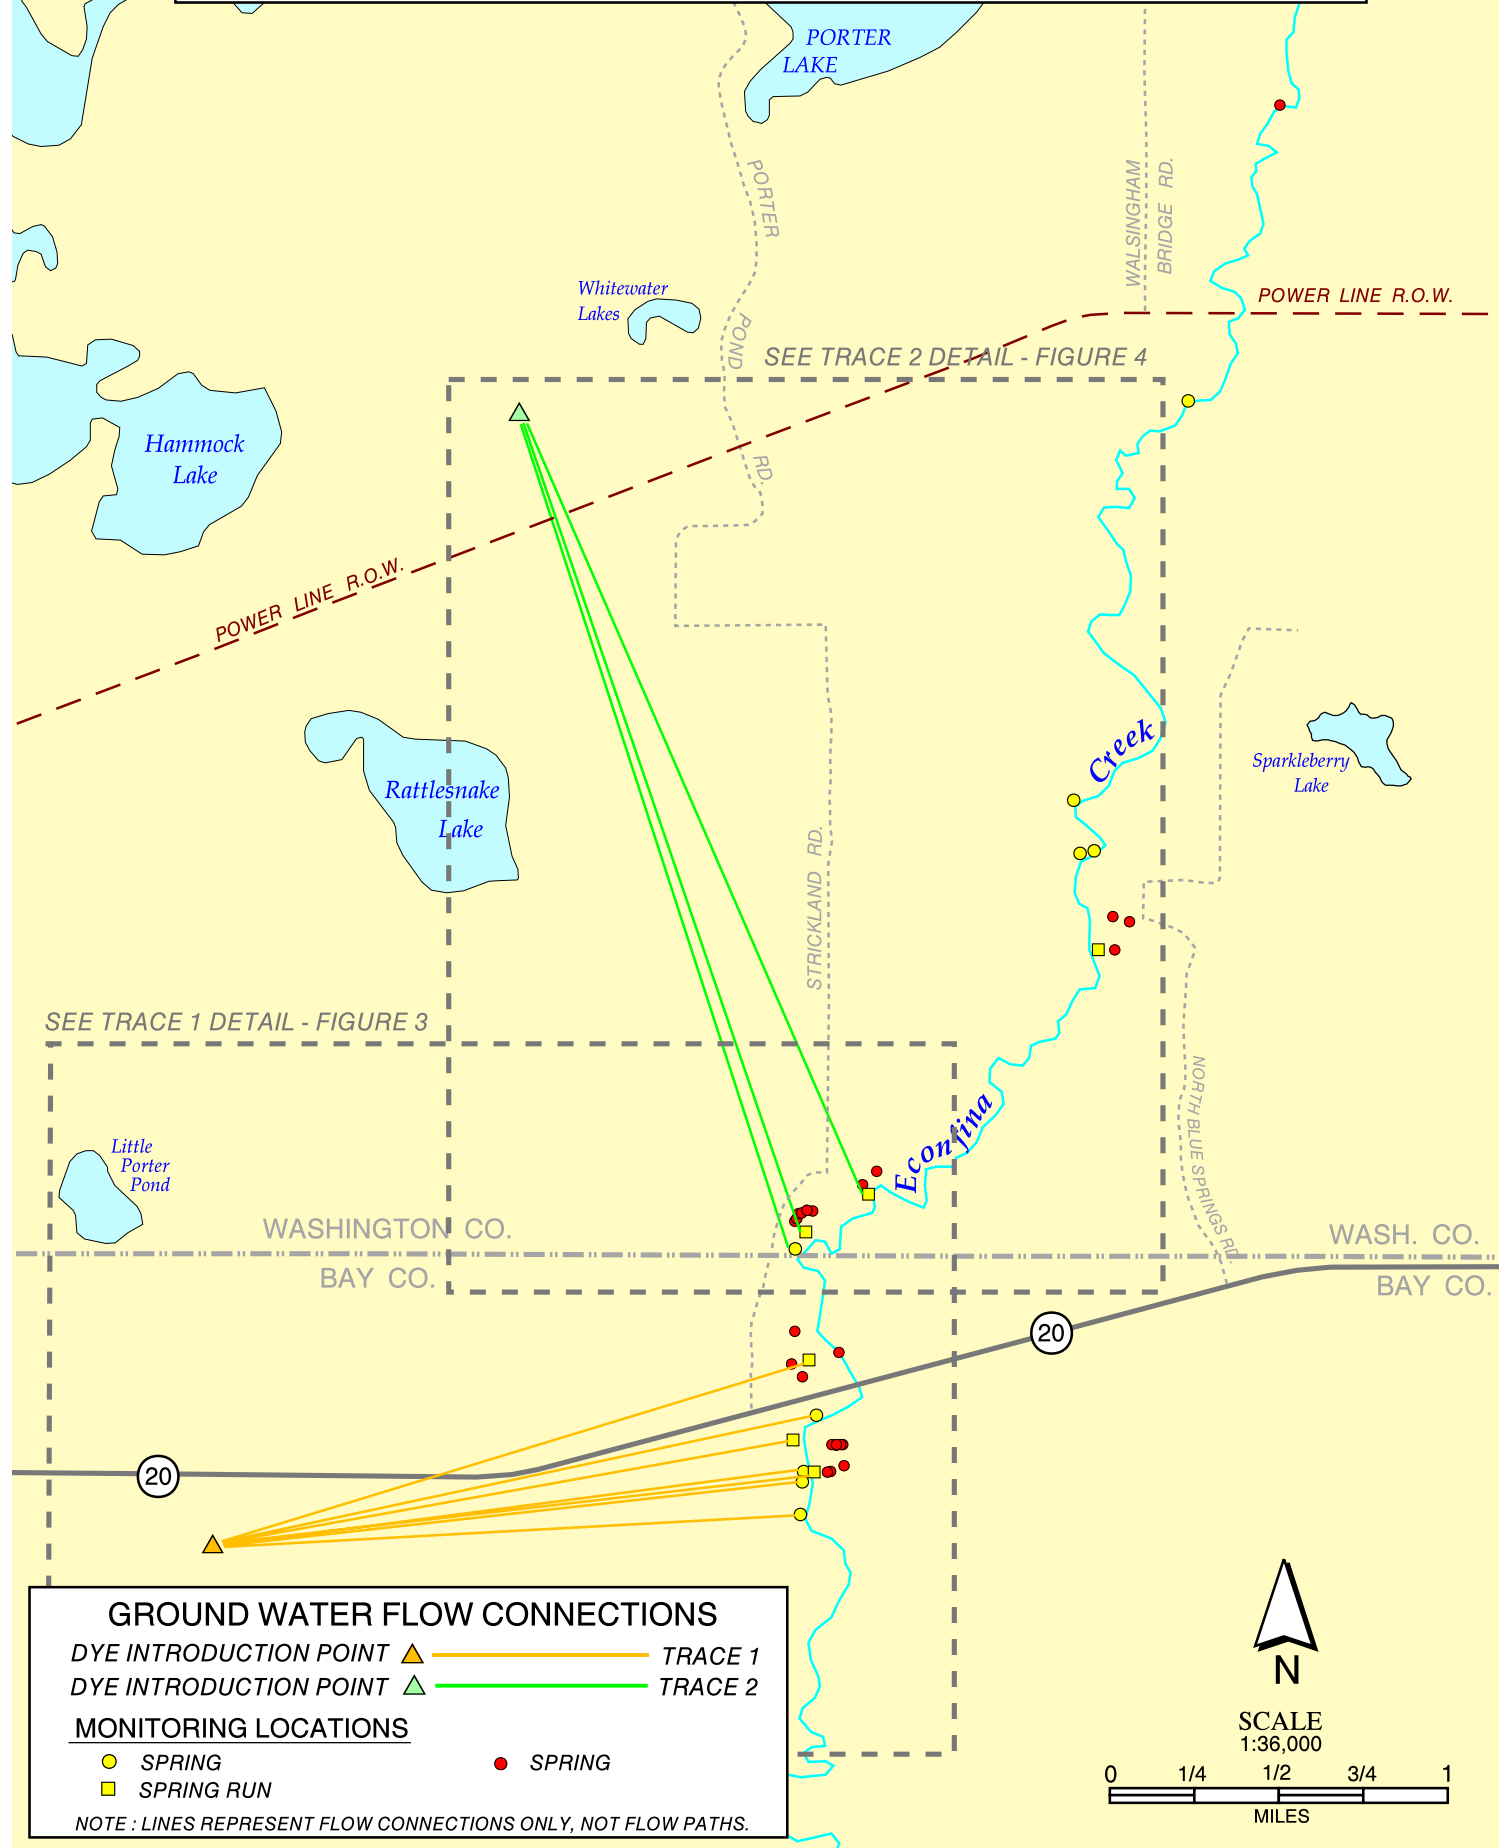 PORTER
LAKE
PORTER
POND
RD.
WALSINGHAM
BRIDGE RD.
Whitewater
Lakes
POWER LINE R.O.W.
SEE TRACE 2 DETAIL - FIGURE 4
Hammock
Lake
POWER LINE R.O.W.
Rattlesnake
Lake
Creek
Sparkleberry
Lake
STRICKLAND RD.
SEE TRACE 1 DETAIL - FIGURE 3
NORTH BLUE SPRINGS RD.
Econfina
Little
Porter
Pond
WASHINGTON CO.
BAY CO.
WASH. CO.
BAY CO.
20
20
GROUND WATER FLOW CONNECTIONS
DYE INTRODUCTION POINT TRACE 1
DYE INTRODUCTION POINT TRACE 2
MONITORING LOCATIONS
SPRING SPRING
SPRING RUN
NOTE : LINES REPRESENT FLOW CONNECTIONS ONLY, NOT FLOW PATHS.
N
SCALE
1:36,000
0 1/4 1/2 3/4 1
MILES